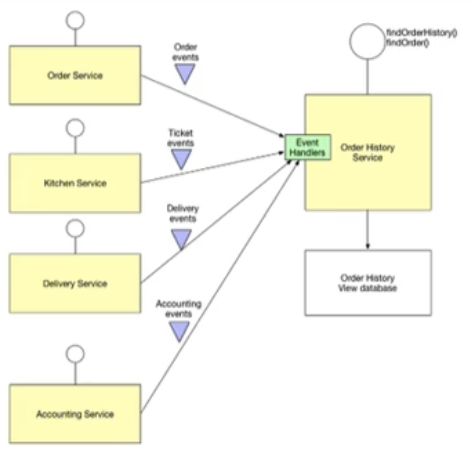 Order
events
findOrderHistory()
findOrder()
Order Service
Ticket
events
Event
Handlers
Order History
Service
Kitchen Service
Delivery
events
Delivery Service
Order History
View database
Accounting
events
Accounting Service